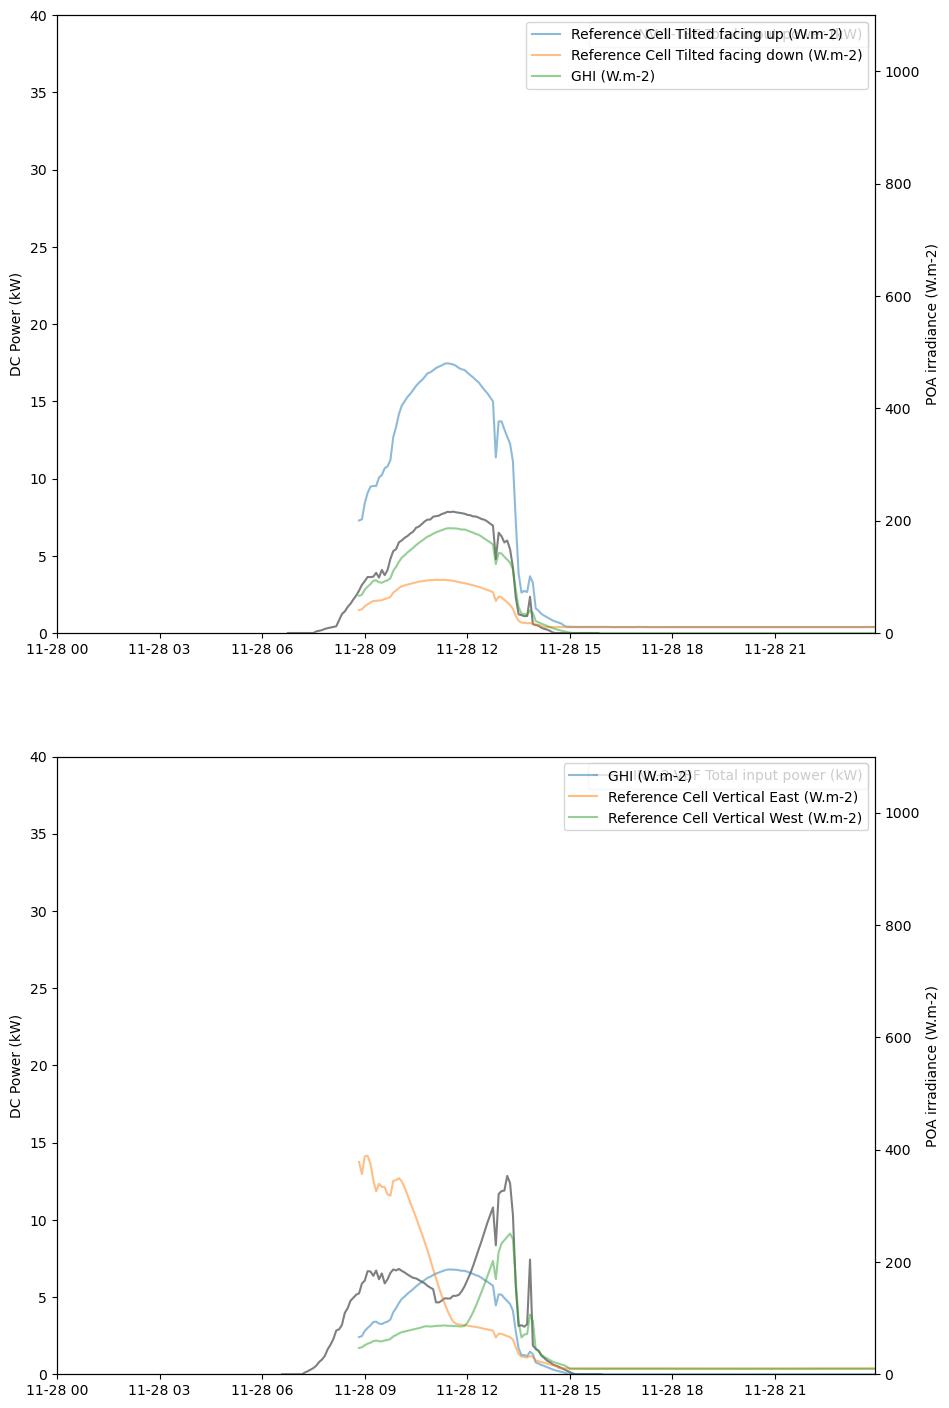 40
35
30
25
20
15
10
5
0
DC Power (kW)
Reference Cell Tilted facing up (W.m-2)
Reference Cell Tilted facing down (W.m-2)
GHI (W.m-2)
1000
800
600
400
200
0
POA irradiance (W.m-2)
11-28 00 11-28 03 11-28 06 11-28 09 11-28 12 11-28 15 11-28 18 11-28 21
40
35
30
25
20
15
10
5
0
DC Power (kW)
GHI (W.m-2) Total input power (kW)
Reference Cell Vertical East (W.m-2)
Reference Cell Vertical West (W.m-2)
1000
800
600
400
200
0
POA irradiance (W.m-2)
11-28 00 11-28 03 11-28 06 11-28 09 11-28 12 11-28 15 11-28 18 11-28 21